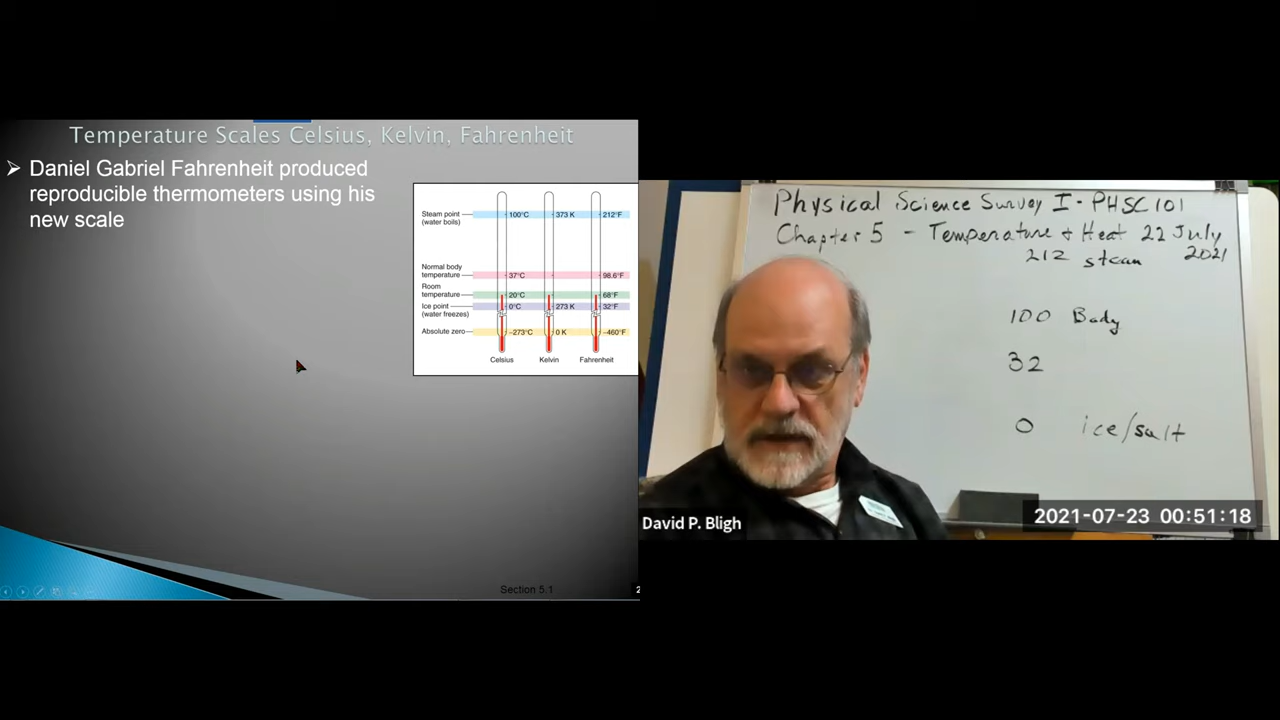 Temperature Scales Celsius, Kelvin, Fahrenheit
Daniel Gabriel Fahrenheit produced
reproducible thermometers using his
new scale
Steam point
(water boils)
100°C
373 K
212°F
Normal body
temperature
37°C
98.6°F
Room
temperature
20°C
68°F
Ice point
(water freezes)
0°C
273 K
32°F
Absolute zero
–273°C
0 K
–460°F
Celsius
Kelvin
Fahrenheit
Section 5.1
2
Physical Science Survey I - PHSC101
Chapter 5 - Temperature + Heat 22 July
2021
212 steam
100 Body
32
0 ice/salt
David P. Bligh
2021-07-23 00:51:18